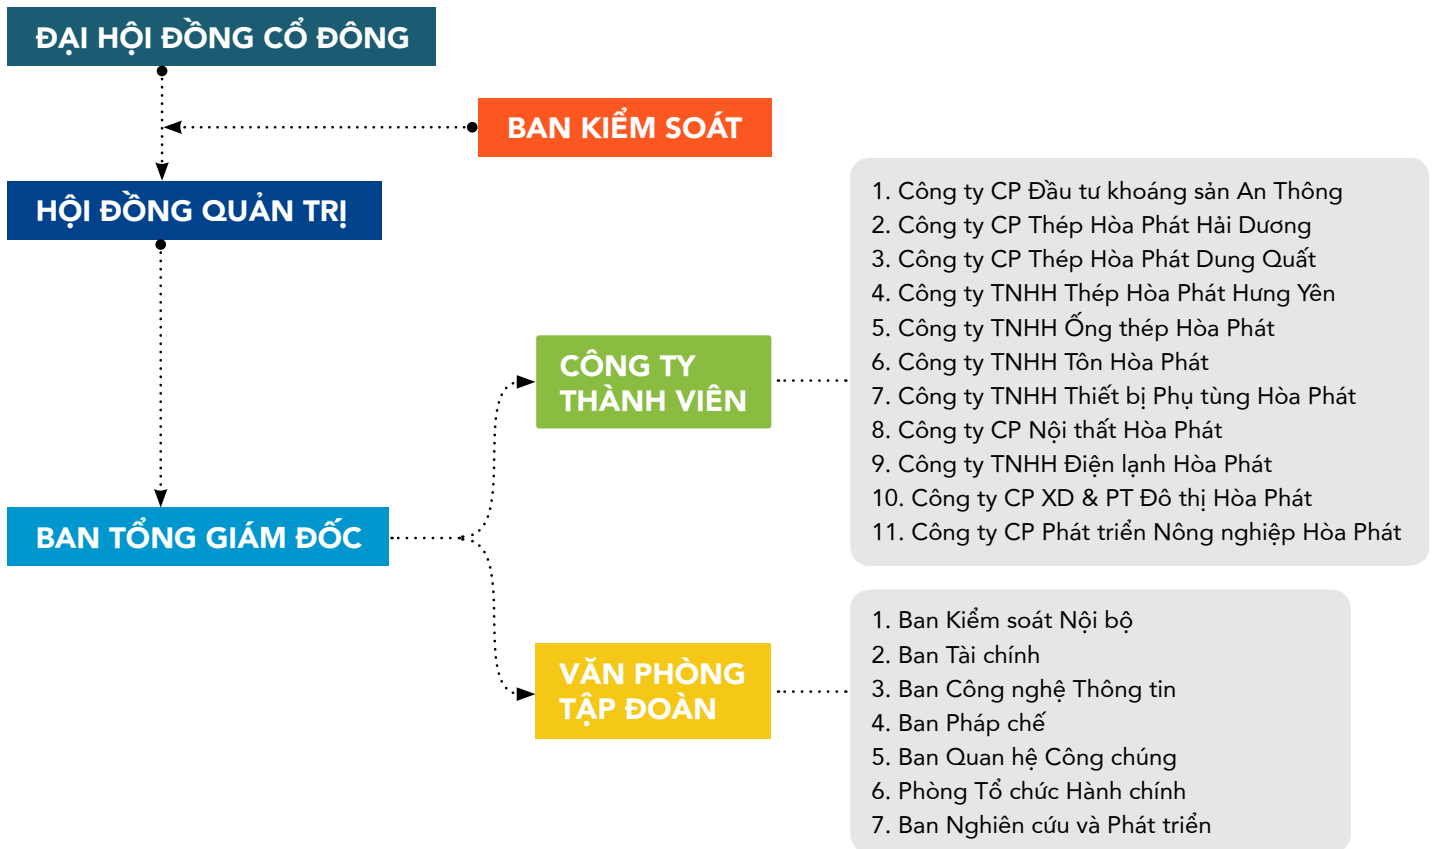 ĐẠI HỘI ĐỒNG CỔ ĐÔNG
BAN KIỂM SOÁT
HỘI ĐỒNG QUẢN TRỊ
CÔNG TY
THÀNH VIÊN
1. Công ty CP Đầu tư khoáng sản An Thông
2. Công ty CP Thép Hòa Phát Hải Dương
3. Công ty CP Thép Hòa Phát Dung Quất
4. Công ty TNHH Thép Hòa Phát Hưng Yên
5. Công ty TNHH Ống thép Hòa Phát
6. Công ty TNHH Tôn Hòa Phát
7. Công ty TNHH Thiết bị Phụ tùng Hòa Phát
8. Công ty CP Nội thất Hòa Phát
9. Công ty TNHH Điện lạnh Hòa Phát
10. Công ty CP XD & PT Đô thị Hòa Phát
11. Công ty CP Phát triển Nông nghiệp Hòa Phát
BAN TỔNG GIÁM ĐỐC
VĂN PHÒNG
TẬP ĐOÀN
1. Ban Kiểm soát Nội bộ
2. Ban Tài chính
3. Ban Công nghệ Thông tin
4. Ban Pháp chế
5. Ban Quan hệ Công chúng
6. Phòng Tổ chức Hành chính
7. Ban Nghiên cứu và Phát triển